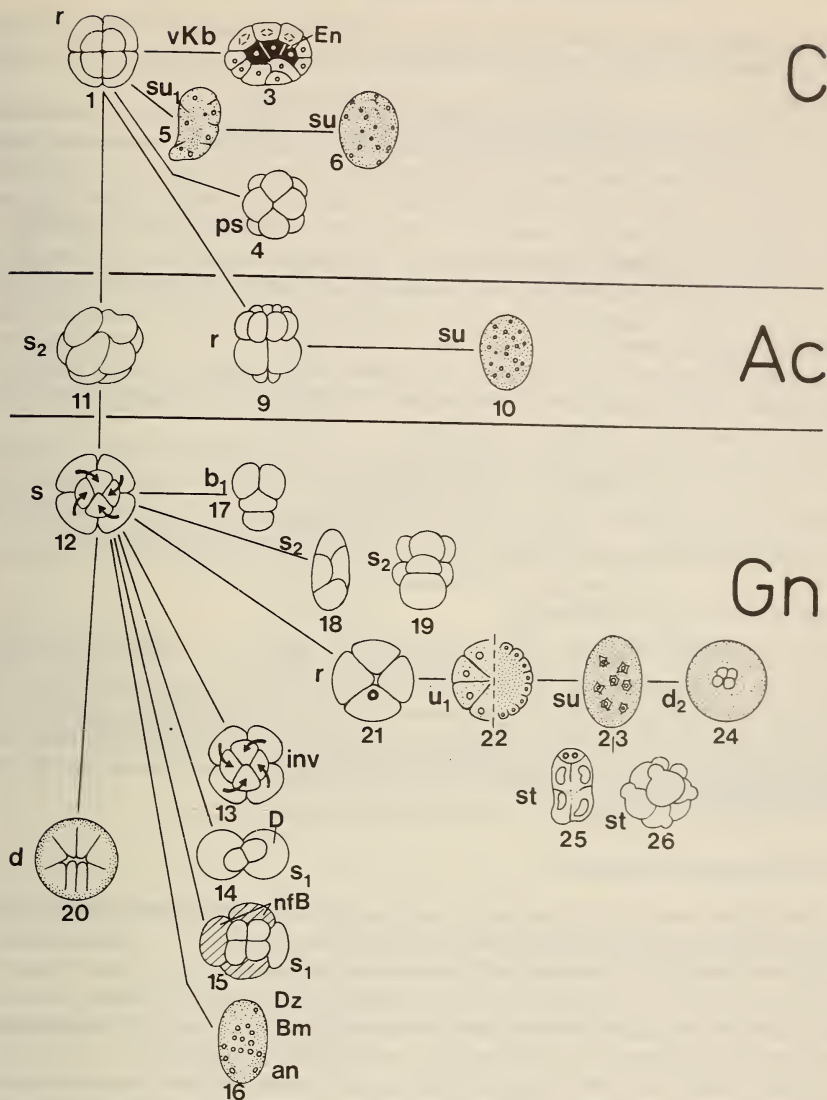 r
vKb
En
C
1
3
su₁
su
5
6
ps
4
s₂
r
su
Ac
11
9
10
s
b₁
12
17
s₂
s₂
18
19
Gn
r
u₁
su
d₂
21
22
23
24
inv
13
st
st
25
26
d
D
14
s₁
20
nfB
15
s₁
Dz
Bm
an
16